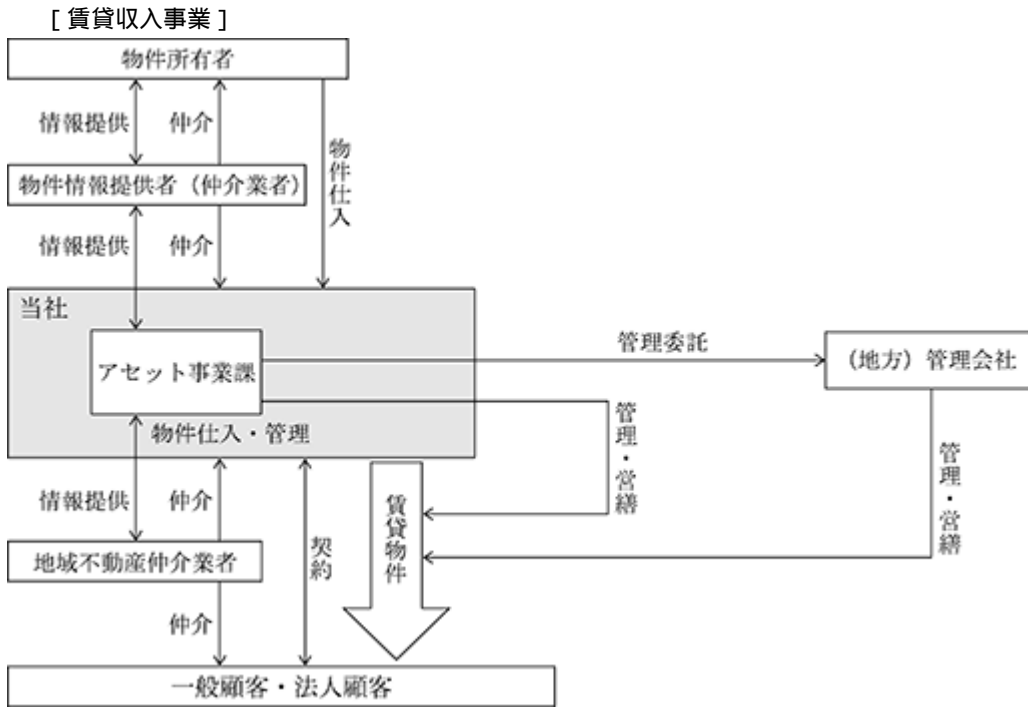 [ 賃貸収入事業 ]
物件所有者
情報提供
仲介
物件仕入
物件情報提供者（仲介業者）
情報提供
仲介
当社
アセット事業課
物件仕入・管理
管理委託
（地方）管理会社
管理・営繕
管理・営繕
情報提供
仲介
契約
賃貸物件
地域不動産仲介業者
仲介
一般顧客・法人顧客